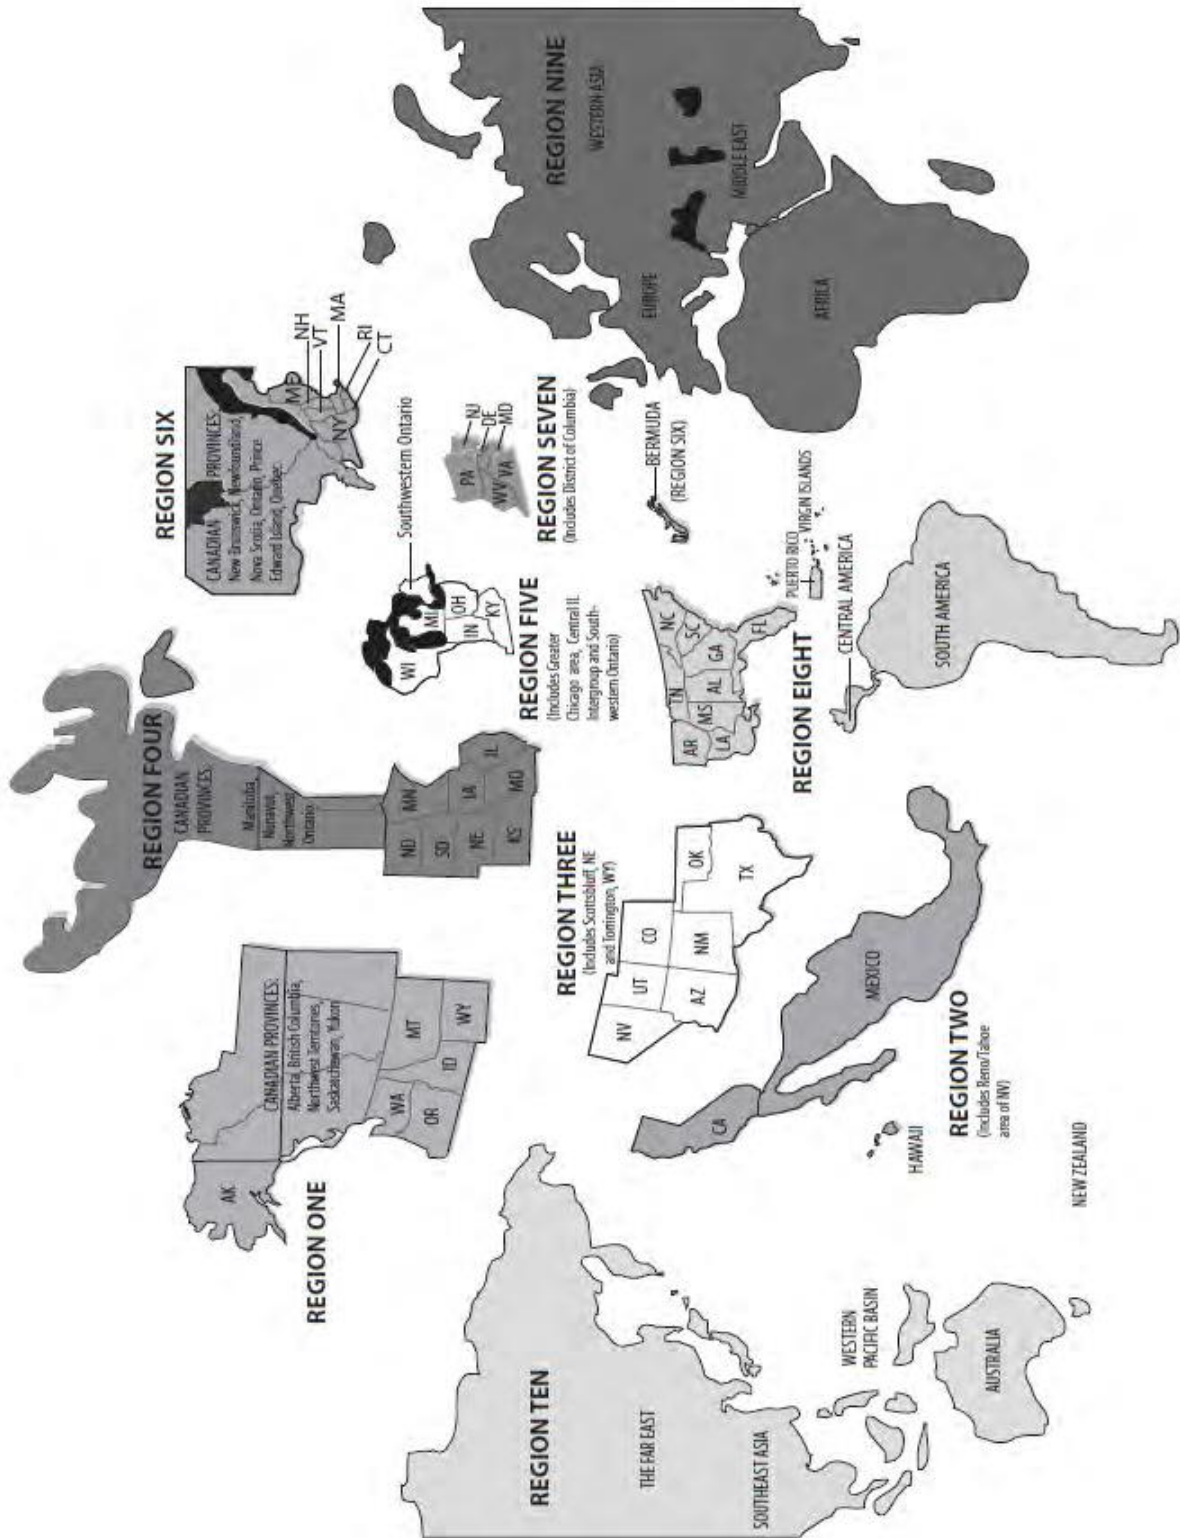 REGION ONE
AK
CANADIAN PROVINCES:
Alberta, British Columbia,
Northwest Territories,
Saskatchewan, Yukon
WA
OR
MT
ID
WY
REGION FOUR
CANADIAN
PROVINCES:
Manitoba,
Nunavut,
Northwest
Ontario
ND
MN
SD
IA
NE
IL
KS
MO
REGION SIX
CANADIAN PROVINCES:
New Brunswick, Newfoundland,
Nova Scotia, Ontario, Prince
Edward Island, Quebec
ME
NH
VT
MA
RI
CT
NY
Southwestern Ontario
WI
MI
OH
IN
KY
REGION FIVE
(Includes Greater
Chicago area, Central IL
Intergroup and South-
western Ontario)
PA
NJ
DE
MD
WV
VA
REGION SEVEN
(Includes District of Columbia)
REGION NINE
WESTERN ASIA
EUROPE
MIDDLE EAST
AFRICA
REGION TEN
THE FAR EAST
SOUTHEAST ASIA
WESTERN
PACIFIC BASIN
AUSTRALIA
NEW ZEALAND
REGION THREE
(Includes Scottsbluff, NE
and Torrington, WY)
NV
UT
CO
AZ
NM
OK
TX
CA
MEXICO
HAWAII
REGION TWO
(Includes Reno/Tahoe
area of NV)
AR
TN
NC
SC
LA
MS
AL
GA
FL
REGION EIGHT
BERMUDA
(REGION SIX)
PUERTO RICO
VIRGIN ISLANDS
CENTRAL AMERICA
SOUTH AMERICA